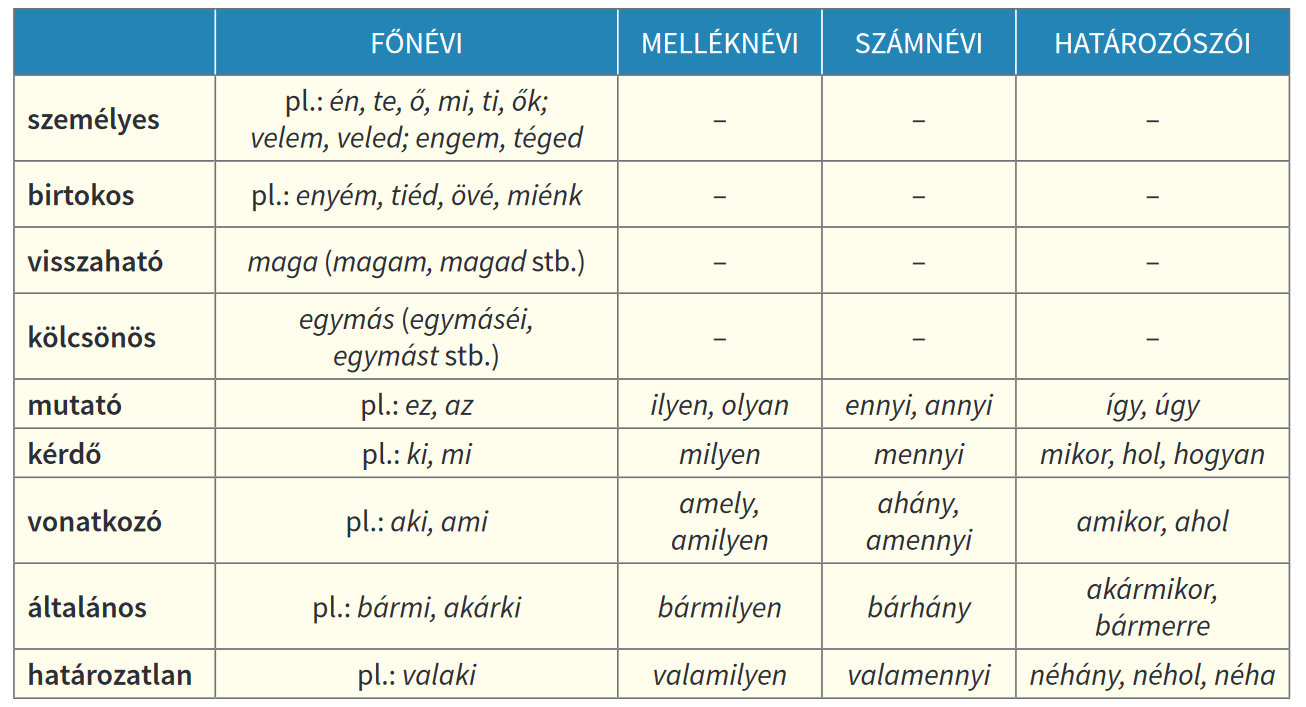 FŐNÉVI MELLÉKNÉVI SZÁMNÉVI HATÁROZÓSZÓI
személyes pl.: én, te, ő, mi, ti, ők; – – –
velem, veled; engem, téged
birtokos pl.: enyém, tiéd, övé, miénk – – –
visszaható maga (magam, magad stb.) – – –
kölcsönös egymás (egymáséi, – – –
egymást stb.)
mutató pl.: ez, az ilyen, olyan ennyi, annyi így, úgy
kérdő pl.: ki, mi milyen mennyi mikor, hol, hogyan
vonatkozó pl.: aki, ami amely, ahány, amikor, ahol
amilyen amennyi
általános pl.: bármi, akárki bármilyen bárhány akármikor,
bármerre
határozatlan pl.: valaki valamilyen valamennyi néhány, néhol, néha